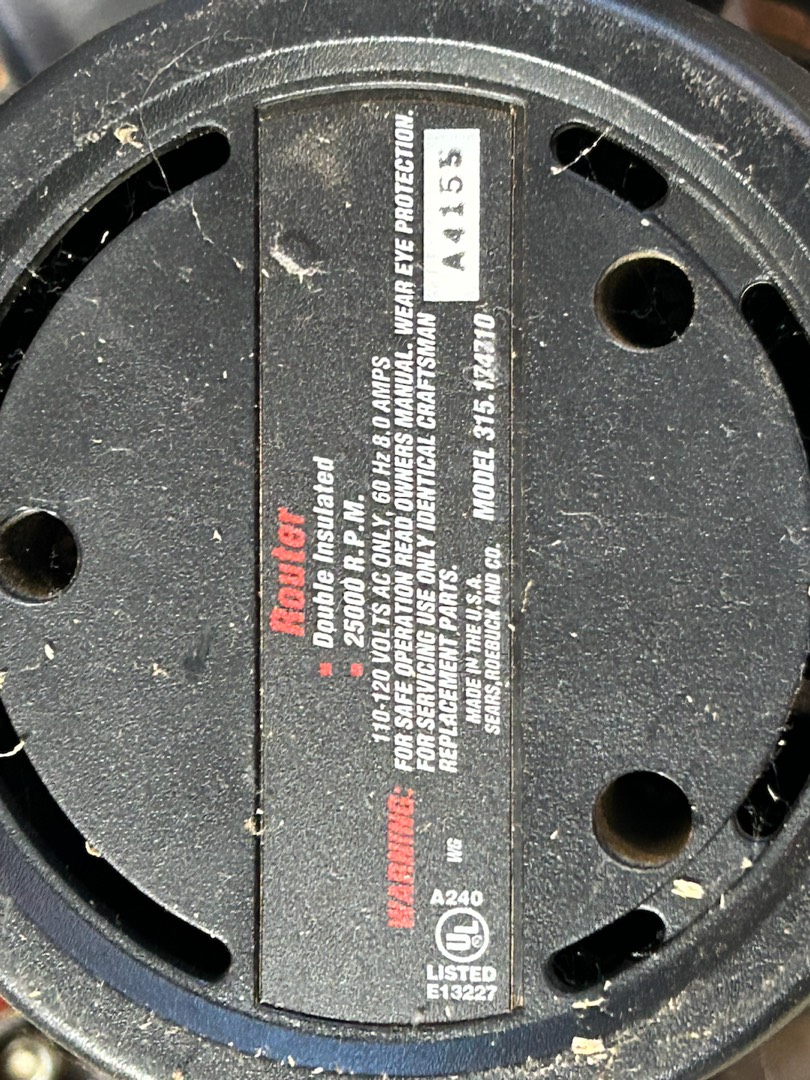 Router
Double Insulated
25000 R.P.M.
110-120 VOLTS AC ONLY, 60 Hz 8.0 AMPS
WARNING: FOR SAFE OPERATION READ OWNERS MANUAL. WEAR EYE PROTECTION.
FOR SERVICING USE ONLY IDENTICAL CRAFTSMAN
REPLACEMENT PARTS.
MADE IN THE U.S.A.
SEARS, ROEBUCK AND CO.
MODEL 315.174710
A4155
WG
A240
UL
LISTED
E13227